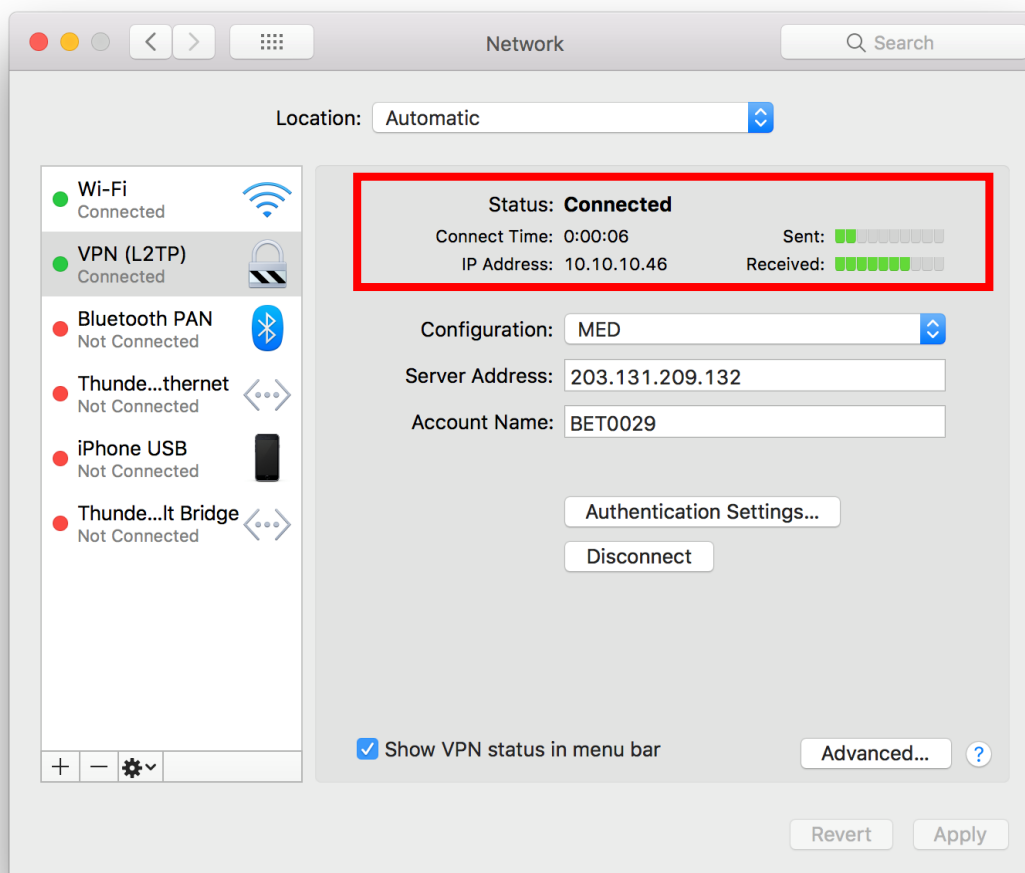 Network
Search
Location: Automatic
Wi-Fi
Connected
VPN (L2TP)
Connected
Bluetooth PAN
Not Connected
Thunde...thernet
Not Connected
iPhone USB
Not Connected
Thunde...lt Bridge
Not Connected
Status: Connected
Connect Time: 0:00:06 Sent:
IP Address: 10.10.10.46 Received:
Configuration: MED
Server Address: 203.131.209.132
Account Name: BET0029
Authentication Settings...
Disconnect
Show VPN status in menu bar
Advanced... ?
Revert Apply